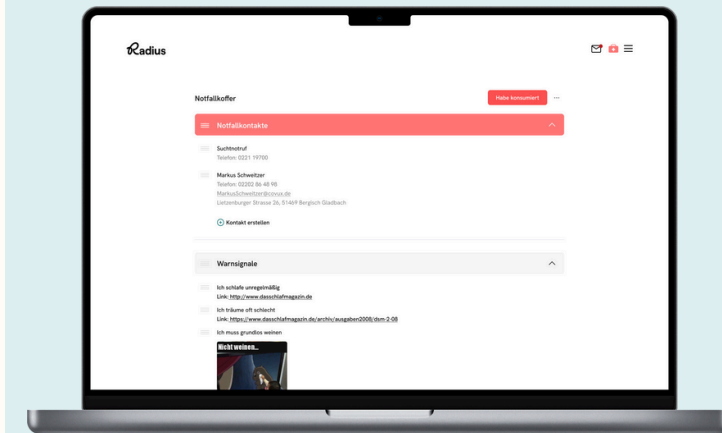 Radius
Notfallkoffer
Habe konsumiert
Notfallkontakte
Suchtnotruf
Telefon: 0221 19700
Markus Schweitzer
Telefon: 02202 86 48 98
MarkusSchweitzer@covus.de
Lietzenburger Strasse 26, 51469 Bergisch Gladbach
Kontakt erstellen
Warnsignale
Ich schlafe unregelmäßig
Link: http://www.dasschlafmagazin.de
Ich träume oft schlecht
Link: https://www.dasschlafmagazin.de/archiv/ausgaben2008/dsm-2-08
Ich muss grundlos weinen
Nicht weinen...